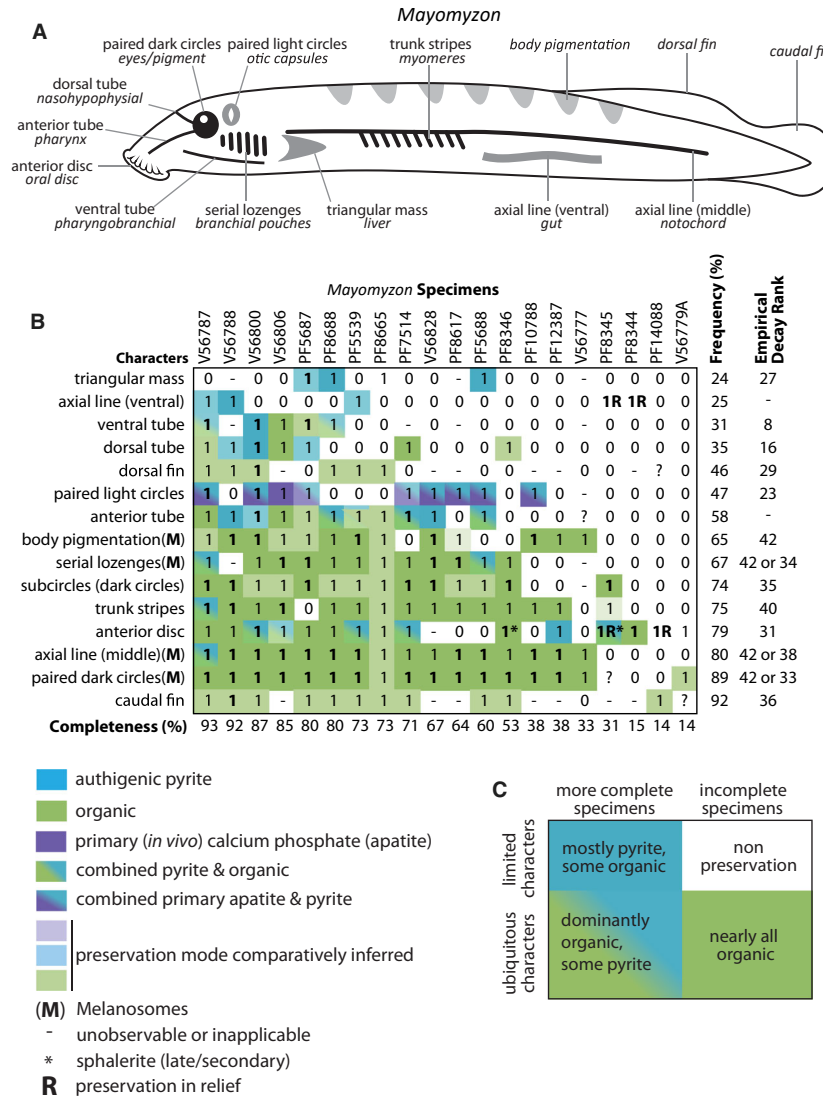 Mayomyzon
A
paired dark circles
eyes/pigment
paired light circles
otic capsules
trunk stripes
myomeres
body pigmentation
dorsal fin
caudal fi
dorsal tube
nasohypophysial
anterior tube
pharynx
anterior disc
oral disc
ventral tube
pharyngobranchial
serial lozenges
branchial pouches
triangular mass
liver
axial line (ventral)
gut
axial line (middle)
notochord
B
Mayomyzon Specimens
Characters V56787 V56788 V56800 V56806 PF5687 PF8688 PF5539 PF8665 PF7514 V56828 PF8617 PF5688 PF8346 PF10788 PF12387 V56777 PF8345 PF8344 PF14088 V56779A Frequency (%) Empirical Decay Rank
triangular mass 0 - 0 0 1 1 0 1 0 0 - 1 0 0 0 - 0 0 0 0 24 27
axial line (ventral) 1 1 0 0 0 0 1 0 0 0 0 0 0 0 0 0 1R 1R 0 0 25 -
ventral tube 1 - 1 1 1 1 0 0 0 0 0 0 0 0 0 - 0 0 0 0 31 8
dorsal tube 1 1 1 1 1 0 0 0 1 0 0 0 1 0 0 0 0 0 0 0 35 16
dorsal fin 1 1 1 - 0 1 1 1 0 - - - 0 - - 0 - - ? 0 46 29
paired light circles 1 0 1 1 1 0 0 0 1 1 1 1 0 1 0 - 0 0 0 0 47 23
anterior tube 1 1 1 1 1 1 1 1 1 1 0 1 0 0 0 ? 0 0 0 0 58 -
body pigmentation(M) 1 1 1 1 1 1 1 1 0 1 1 0 0 1 1 1 0 0 0 0 65 42
serial lozenges(M) 1 - 1 1 1 1 1 1 1 1 1 1 1 0 0 - 0 0 0 0 67 42 or 34
subcircles (dark circles) 1 1 1 1 1 1 1 1 1 1 1 1 1 0 0 - 1 0 0 0 74 35
trunk stripes 1 1 1 1 0 1 1 1 1 1 1 1 1 1 1 0 1 0 0 0 75 40
anterior disc 1 1 1 1 1 1 1 1 1 - 0 0 1* 0 1 0 1R* 1 1R 1 79 31
axial line (middle)(M) 1 1 1 1 1 1 1 1 1 1 1 1 1 1 1 1 0 0 0 0 80 42 or 38
paired dark circles(M) 1 1 1 1 1 1 1 1 1 1 1 1 1 1 1 1 ? 0 0 1 89 42 or 33
caudal fin 1 1 1 - 1 1 1 1 1 - - 1 1 - - 0 - - 1 ? 92 36
Completeness (%) 93 92 87 85 80 80 73 73 71 67 64 60 53 38 38 33 31 15 14 14
authigenic pyrite
organic
primary (in vivo) calcium phosphate (apatite)
combined pyrite & organic
combined primary apatite & pyrite
preservation mode comparatively inferred
(M) Melanosomes
- unobservable or inapplicable
* sphalerite (late/secondary)
R preservation in relief
C
more complete
specimens
incomplete
specimens
limited
characters
mostly pyrite,
some organic
non
preservation
ubiquitous
characters
dominantly
organic,
some pyrite
nearly all
organic